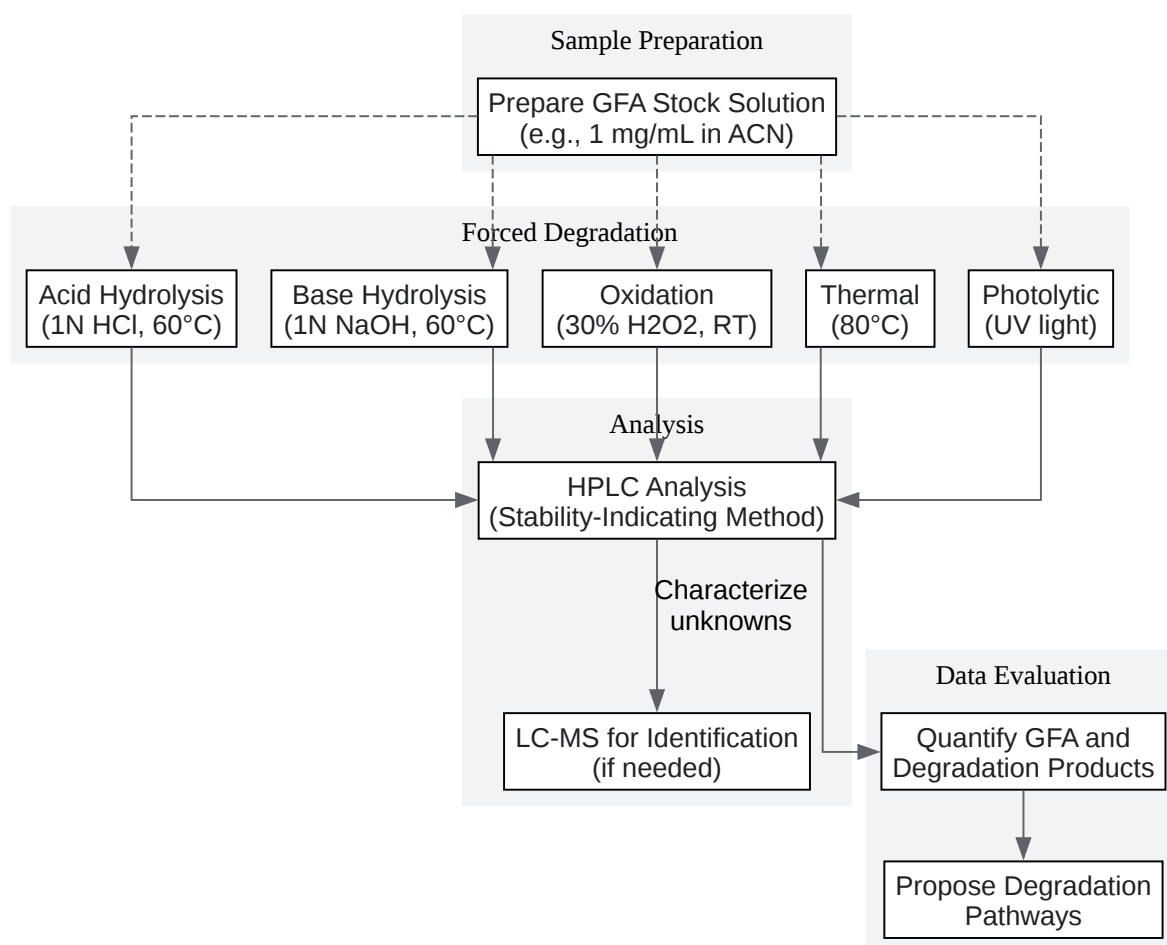 Sample Preparation
Prepare GFA Stock Solution
(e.g., 1 mg/mL in ACN)
Forced Degradation
Acid Hydrolysis
(1N HCl, 60°C)
Base Hydrolysis
(1N NaOH, 60°C)
Oxidation
(30% H2O2, RT)
Thermal
(80°C)
Photolytic
(UV light)
Analysis
HPLC Analysis
(Stability-Indicating Method)
Characterize
unknowns
LC-MS for Identification
(if needed)
Data Evaluation
Quantify GFA and
Degradation Products
Propose Degradation
Pathways